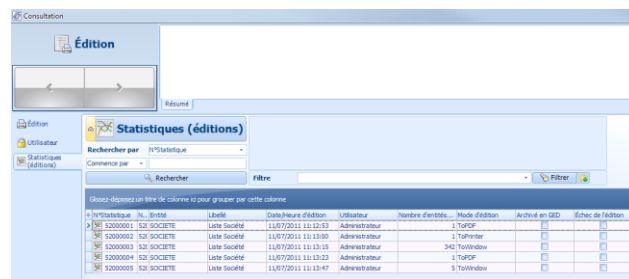 Consultation
Édition
Résumé
Édition
Utilisateur
Statistiques (éditions)
Statistiques (éditions)
Rechercher par N°Statistique
Commence par
Rechercher Filtre Filtrer
Glissez-déposez un titre de colonne ici pour grouper par cette colonne
N°Statistique N.. Entité Libellé Date/Heure d'édition Utilisateur Nombre d'entités... Mode d'édition Archivé en GED Échec de l'édition
S2000001 S2( SOCIETE Liste Société 11/07/2011 11:12:53 Administrateur 1 ToPDF
S2000002 S2( SOCIETE Liste Société 11/07/2011 11:13:00 Administrateur 1 ToPrinter
S2000003 S2( SOCIETE Liste Société 11/07/2011 11:13:15 Administrateur 342 ToWindow
S2000004 S2( SOCIETE Liste Société 11/07/2011 11:13:23 Administrateur 1 ToPDF
S2000005 S2( SOCIETE Liste Société 11/07/2011 11:13:47 Administrateur 5 ToWindow